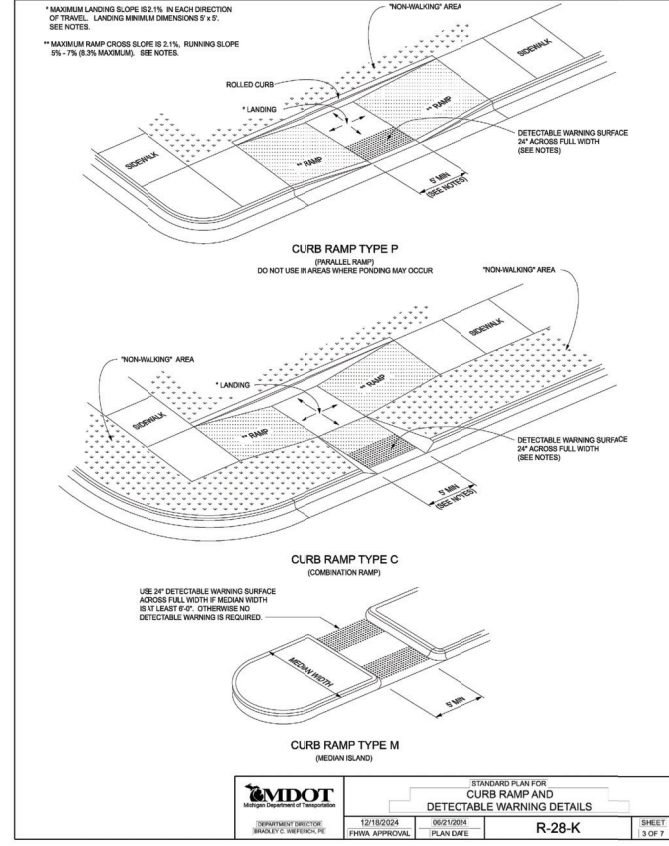 * MAXIMUM LANDING SLOPE IS 2.1% IN EACH DIRECTION
OF TRAVEL. LANDING MINIMUM DIMENSIONS 5' x 5'.
SEE NOTES.
** MAXIMUM RAMP CROSS SLOPE IS 2.1%, RUNNING SLOPE
5% - 7% (8.3% MAXIMUM). SEE NOTES.
"NON-WALKING" AREA
SIDEWALK
ROLLED CURB
* LANDING
** RAMP
DETECTABLE WARNING SURFACE
24" ACROSS FULL WIDTH
(SEE NOTES)
SIDEWALK
** RAMP
5' MIN
(SEE NOTES)
CURB RAMP TYPE P
(PARALLEL RAMP)
DO NOT USE IN AREAS WHERE PONDING MAY OCCUR
"NON-WALKING" AREA
SIDEWALK
"NON-WALKING" AREA
* LANDING
** RAMP
SIDEWALK
** RAMP
DETECTABLE WARNING SURFACE
24" ACROSS FULL WIDTH
(SEE NOTES)
5' MIN
(SEE NOTES)
CURB RAMP TYPE C
(COMBINATION RAMP)
USE 24" DETECTABLE WARNING SURFACE
ACROSS FULL WIDTH IF MEDIAN WIDTH
IS AT LEAST 6'-0". OTHERWISE NO
DETECTABLE WARNING IS REQUIRED.
MEDIAN WIDTH
5' MIN
CURB RAMP TYPE M
(MEDIAN ISLAND)
MDOT
Michigan Department of Transportation
DEPARTMENT DIRECTOR
BRADLEY C. WIEFERICH, PE
STANDARD PLAN FOR
CURB RAMP AND
DETECTABLE WARNING DETAILS
12/18/2024
FHWA APPROVAL
06/21/2014
PLAN DATE
R-28-K
SHEET
3 OF 7